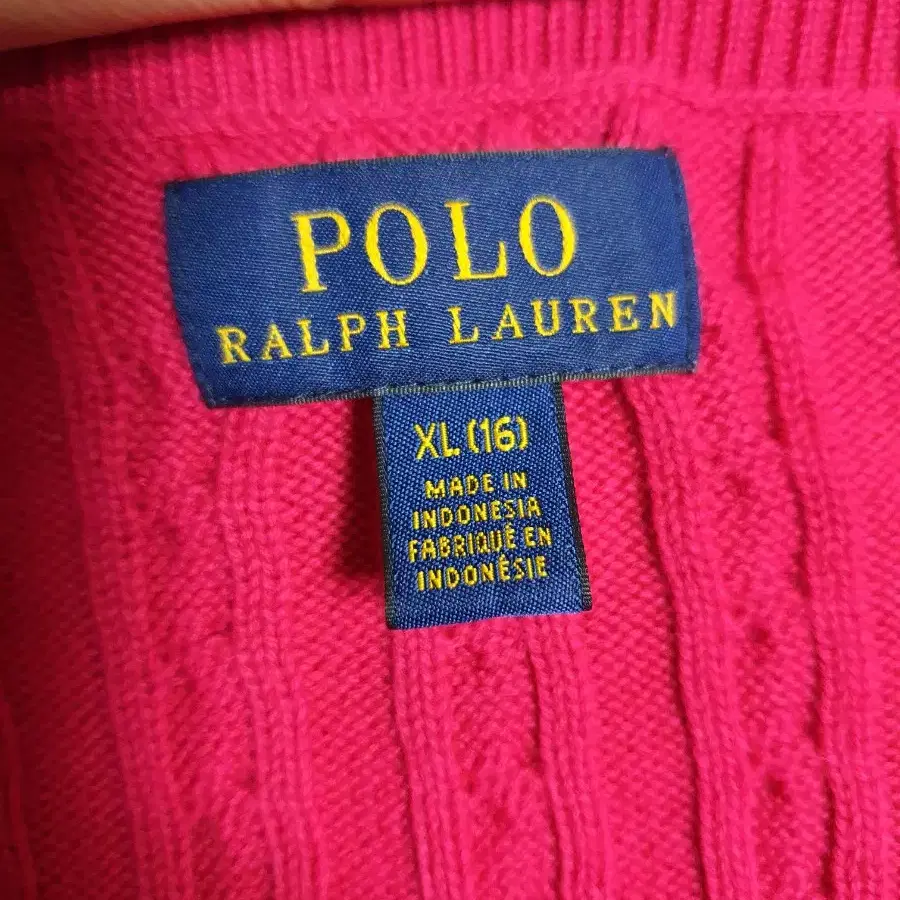 POLO
RALPH LAUREN
XL (16)
MADE IN
INDONESIA
FABRIQUÉ EN
INDONÉSIE